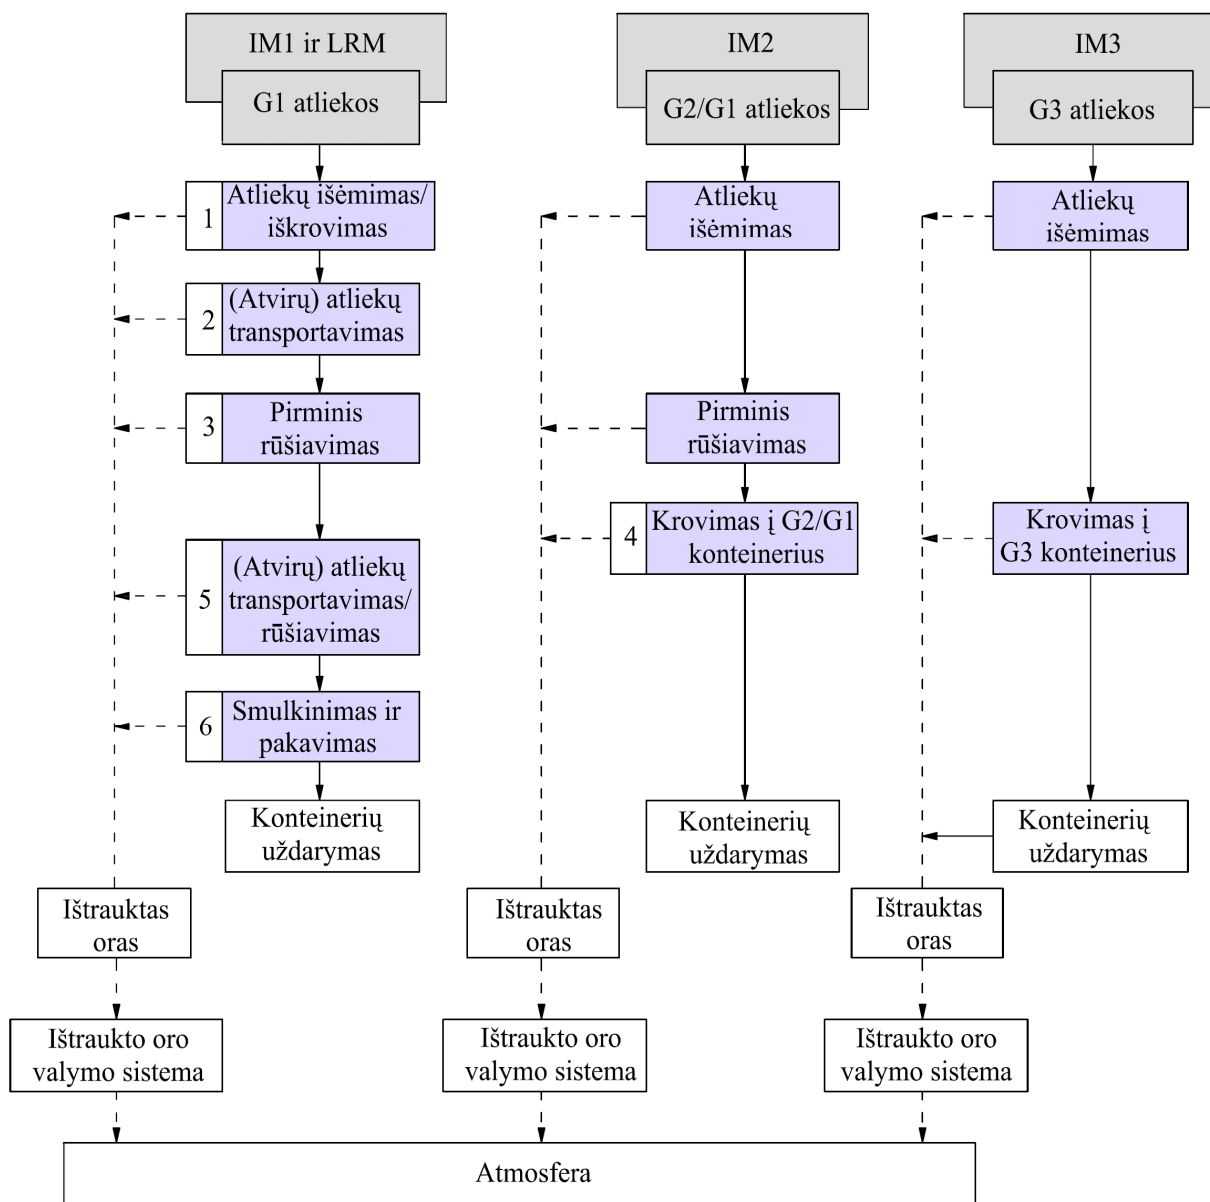 IM1 ir LRM
G1 atliekos
1
Atliekų išėmimas/
iškrovimas
2
(Atvirų) atliekų
transportavimas
3
Pirminis
rūšiavimas
5
(Atvirų) atliekų
transportavimas/
rūšiavimas
6
Smulkinimas ir
pakavimas
Konteinerių
uždarymas
Ištrauktas
oras
Ištraukto oro
valymo sistema
IM2
G2/G1 atliekos
Atliekų
išėmimas
Pirminis
rūšiavimas
4
Krovimas į G2/G1
konteinerius
Konteinerių
uždarymas
Ištrauktas
oras
Ištraukto oro
valymo sistema
IM3
G3 atliekos
Atliekų
išėmimas
Krovimas į
G3 konteinerius
Konteinerių
uždarymas
Ištrauktas
oras
Ištraukto oro
valymo sistema
Atmosfera